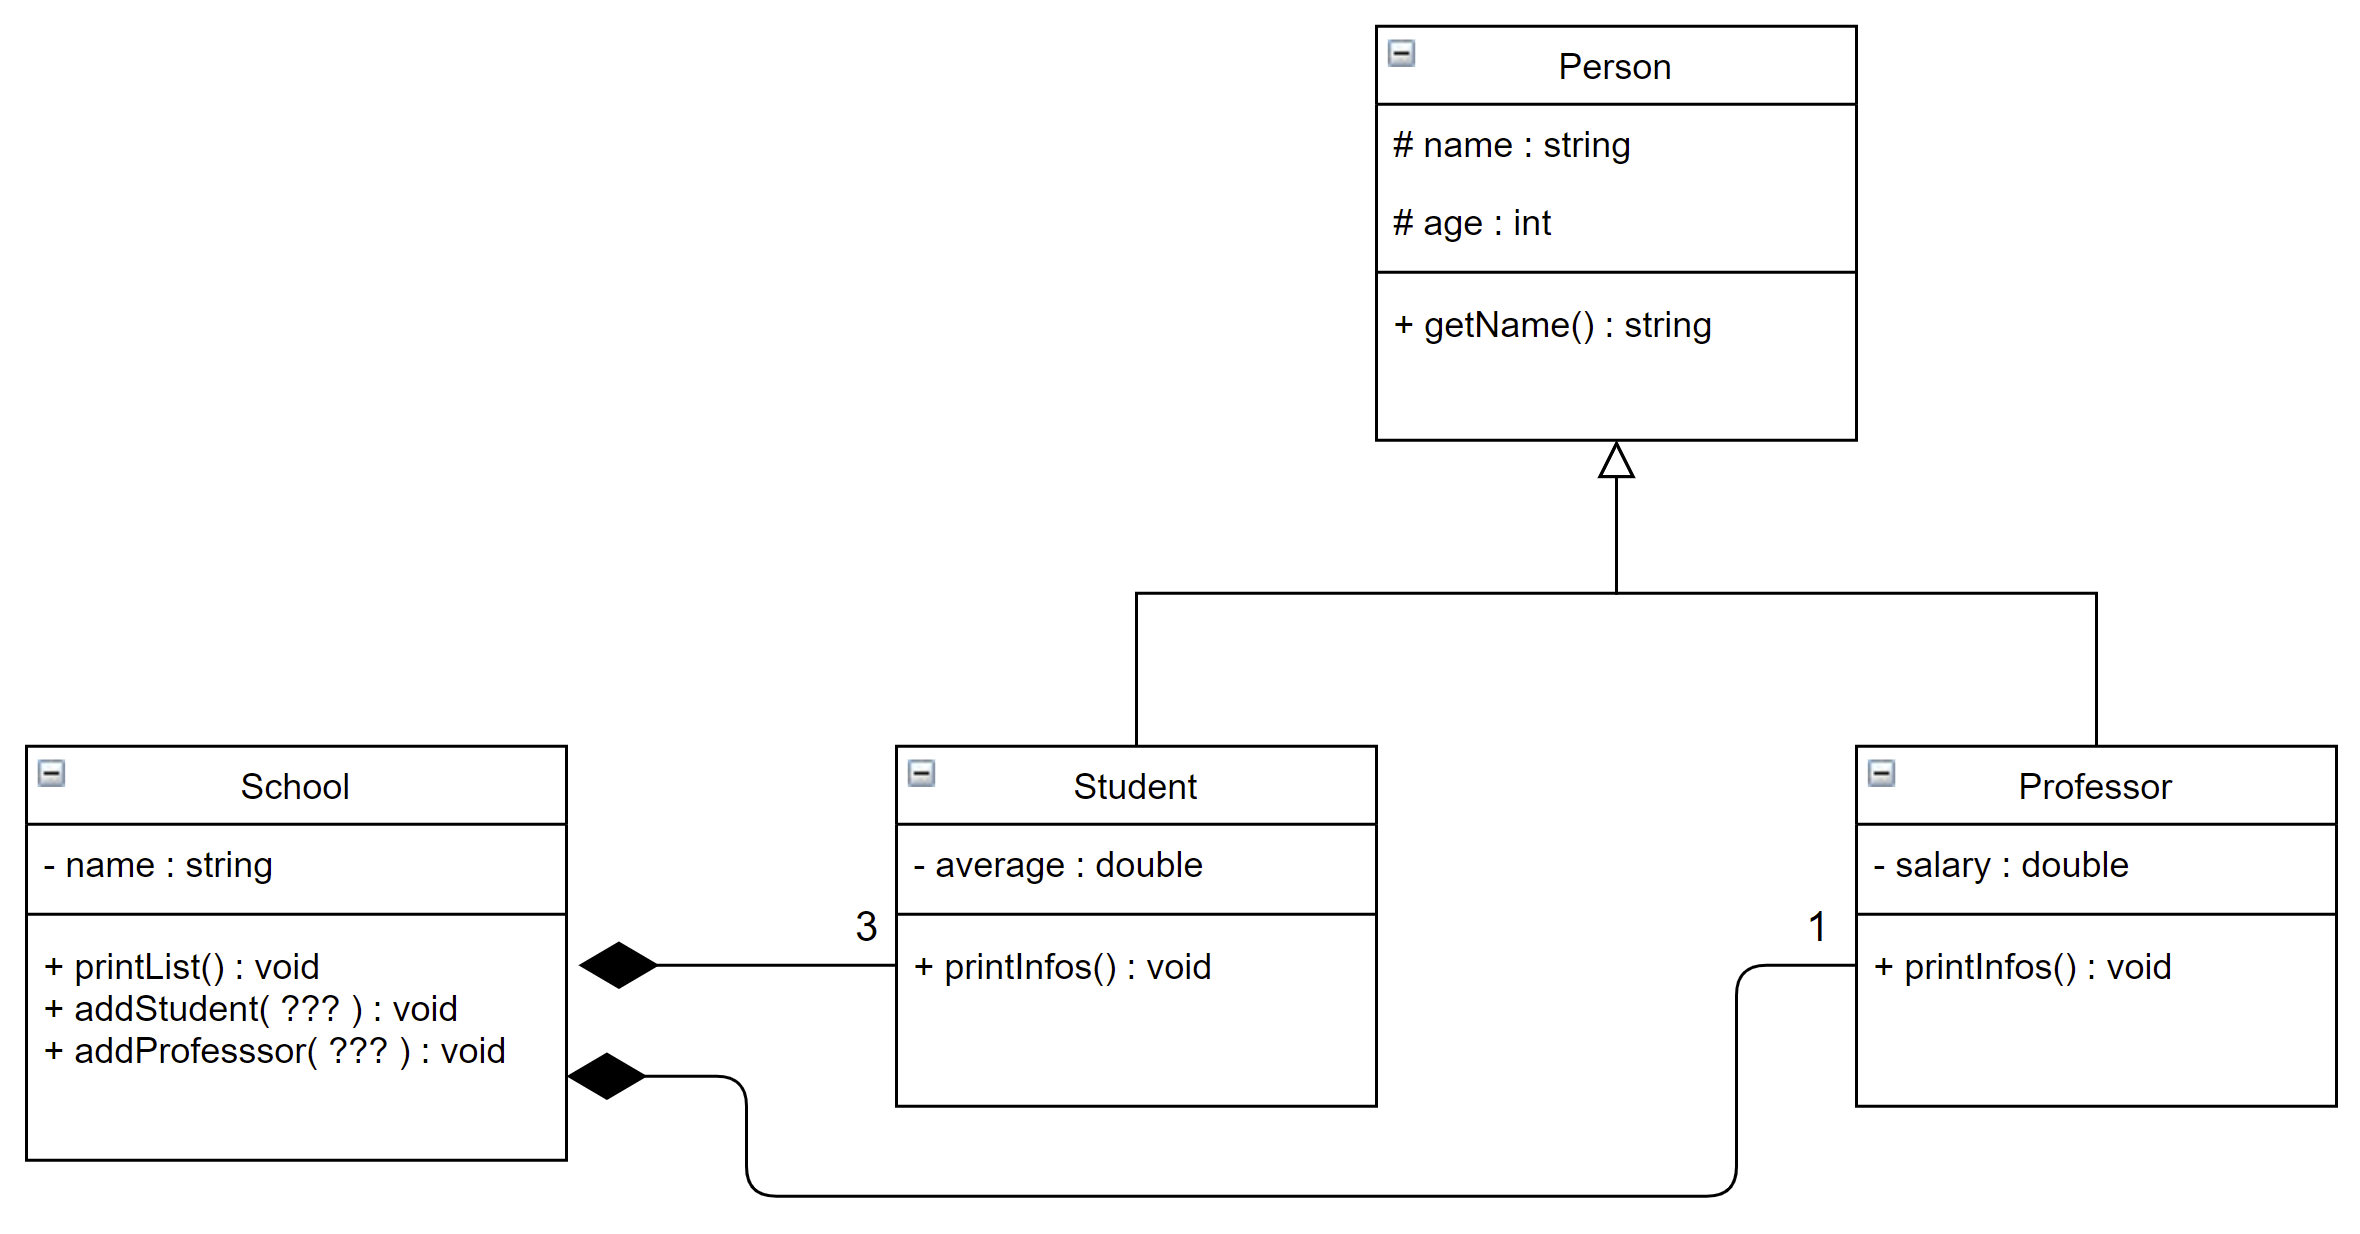 Person
# name : string
# age : int
+ getName() : string
School
- name : string
+ printList() : void
+ addStudent( ??? ) : void
+ addProfesssor( ??? ) : void
3
Student
- average : double
+ printInfos() : void
1
Professor
- salary : double
+ printInfos() : void